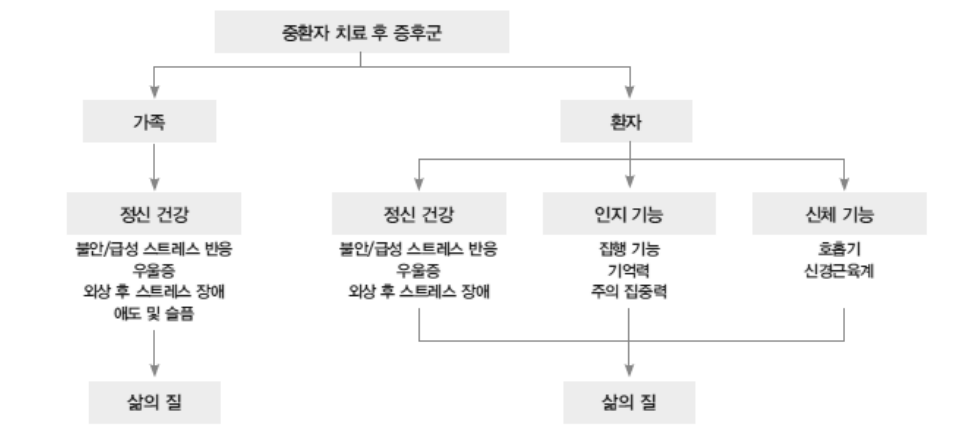 중환자 치료 후 증후군
가족
환자
정신 건강
정신 건강
인지 기능
신체 기능
불안/급성 스트레스 반응
우울증
외상 후 스트레스 장애
애도 및 슬픔
불안/급성 스트레스 반응
우울증
외상 후 스트레스 장애
집행 기능
기억력
주의 집중력
호흡기
신경근육계
삶의 질
삶의 질